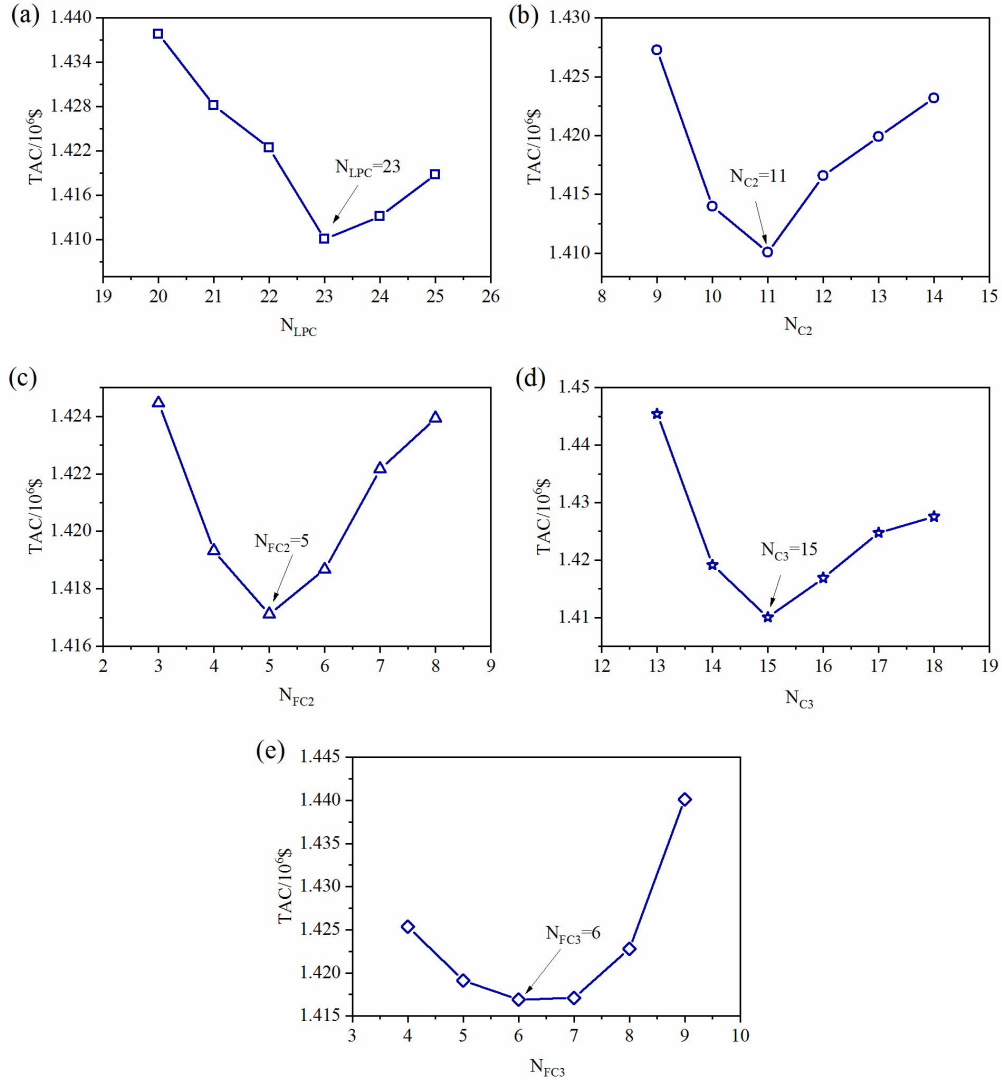 (a)
1.440
1.434
1.428
1.422
1.416
1.410
TAC/10⁶$
N_LPC=23
19 20 21 22 23 24 25 26
N_LPC
(b)
1.430
1.425
1.420
1.415
1.410
TAC/10⁶$
N_C2=11
8 9 10 11 12 13 14 15
N_C2
(c)
1.424
1.422
1.420
1.418
1.416
TAC/10⁶$
N_FC2=5
2 3 4 5 6 7 8 9
N_FC2
(d)
1.45
1.44
1.43
1.42
1.41
TAC/10⁶$
N_C3=15
12 13 14 15 16 17 18 19
N_C3
(e)
1.445
1.440
1.435
1.430
1.425
1.420
1.415
TAC/10⁶$
N_FC3=6
3 4 5 6 7 8 9 10
N_FC3